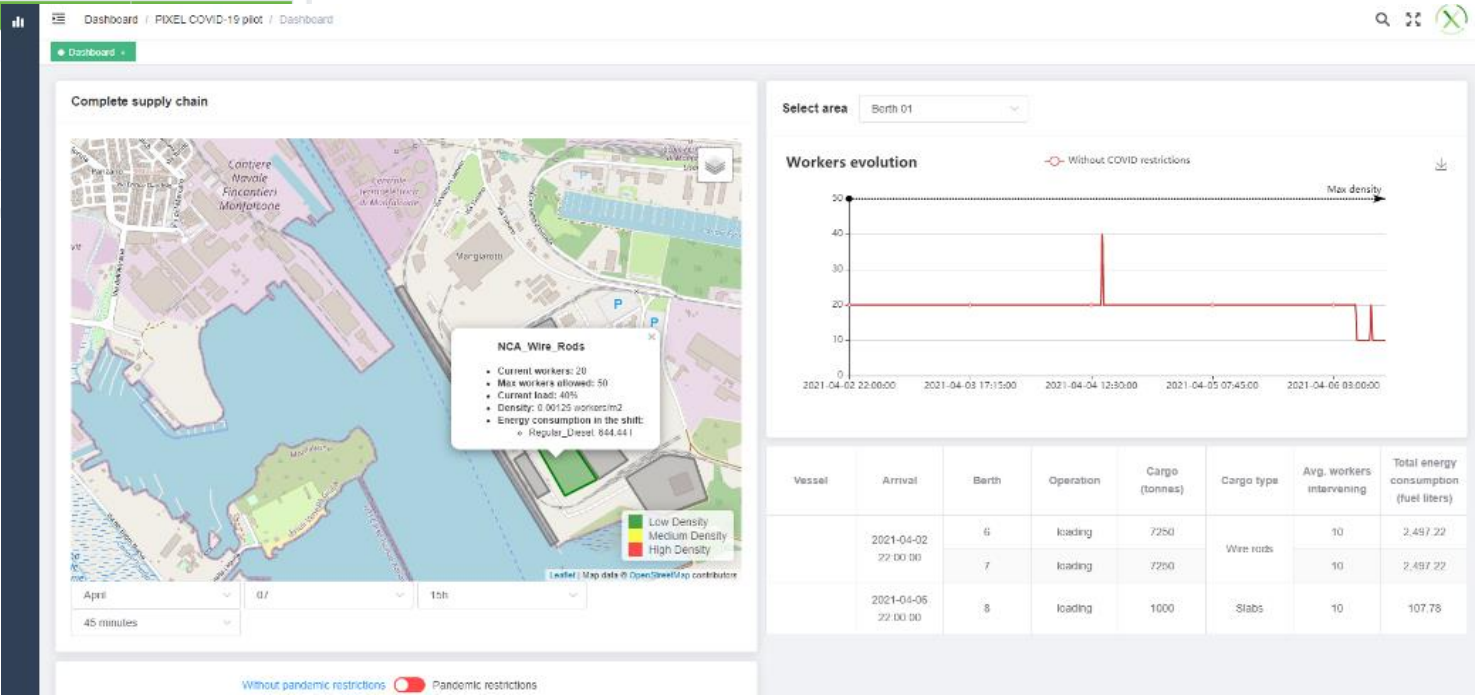 Dashboard / PIXEL COVID-19 pilot / Dashboard
Dashboard ×
Complete supply chain
Cantiere
Navale
Fincantieri
Monfalcone
Centrale
termoelettrica
di Monfalcone
Panzano
Mangiarotti
P
P
NCA_Wire_Rods
×
Current workers: 20
Max workers allowed: 50
Current load: 40%
Density: 0.00125 workers/m2
Energy consumption in the shift:
Regular_Diesel: 644.44 l
Low Density
Medium Density
High Density
Leaflet | Map data © OpenStreetMap contributors
April
07
15h
45 minutes
Without pandemic restrictions
Pandemic restrictions
Select area
Berth 01
Workers evolution
Without COVID restrictions
Max density
50
40
30
20
10
0
2021-04-02 22:00:00 2021-04-03 17:15:00 2021-04-04 12:30:00 2021-04-05 07:45:00 2021-04-06 03:00:00
Vessel Arrival Berth Operation Cargo (tonnes) Cargo type Avg. workers intervening Total energy consumption (fuel liters)
2021-04-02 22:00:00 6 loading 7250 Wire rods 10 2,497.22
7 loading 7250 10 2,497.22
2021-04-06 22:00:00 8 loading 1000 Slabs 10 107.78